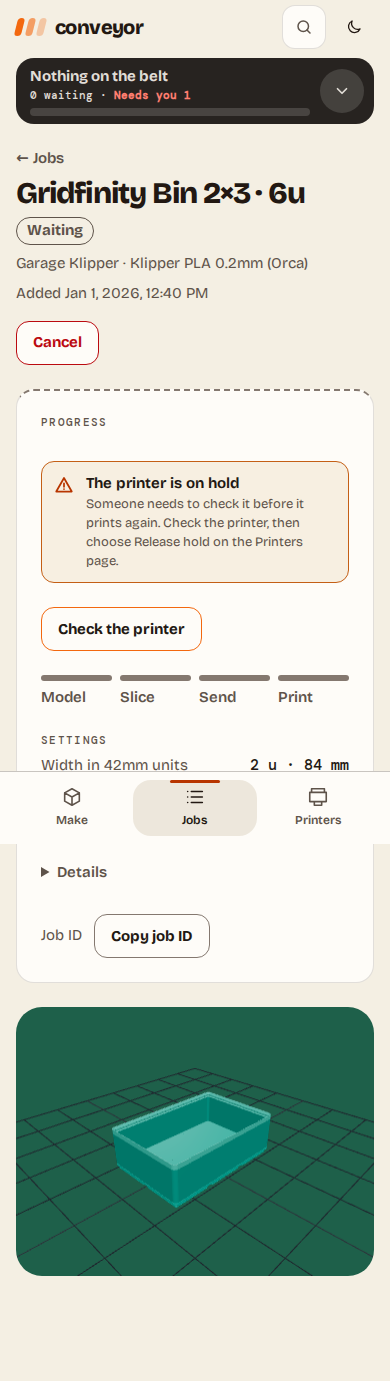 conveyor
Nothing on the belt
0 waiting · Needs you 1
← Jobs
Gridfinity Bin 2×3 · 6u
Waiting
Garage Klipper · Klipper PLA 0.2mm (Orca)
Added Jan 1, 2026, 12:40 PM
Cancel
PROGRESS
The printer is on hold
Someone needs to check it before it
prints again. Check the printer, then
choose Release hold on the Printers
page.
Check the printer
Model Slice Send Print
SETTINGS
Width in 42mm units 2 u · 84 mm
Make Jobs Printers
Details
Job ID Copy job ID